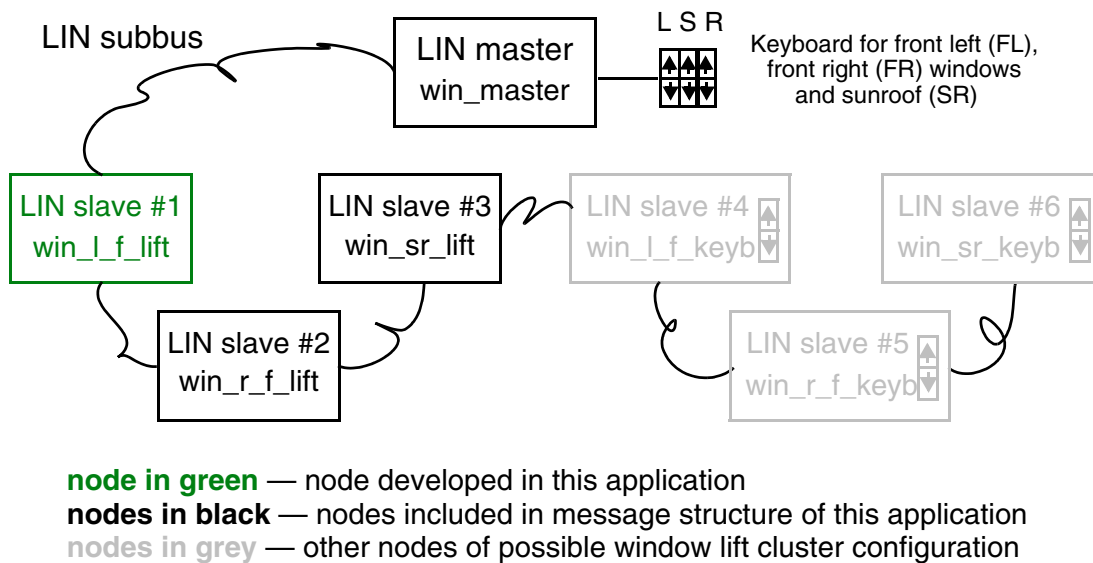 LIN subbus
LIN master
win_master
L S R
Keyboard for front left (FL),
front right (FR) windows
and sunroof (SR)
LIN slave #1
win_l_f_lift
LIN slave #3
win_sr_lift
LIN slave #4
win_l_f_keyb
LIN slave #6
win_sr_keyb
LIN slave #2
win_r_f_lift
LIN slave #5
win_r_f_keyb
node in green — node developed in this application
nodes in black — nodes included in message structure of this application
nodes in grey — other nodes of possible window lift cluster configuration